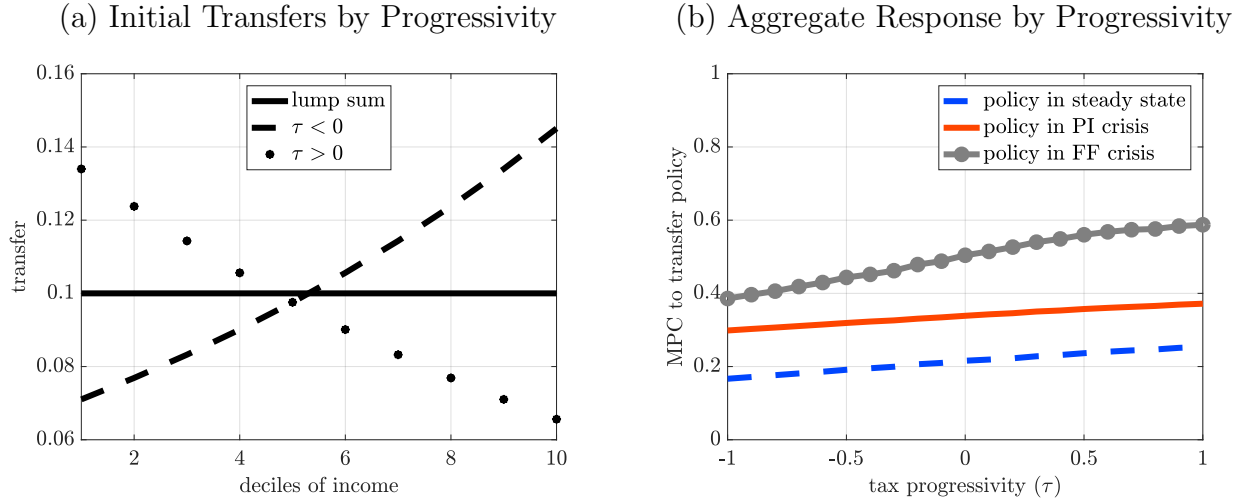 (a) Initial Transfers by Progressivity
0.16
0.14
0.12
0.1
0.08
0.06
transfer
lump sum
τ < 0
τ > 0
2
4
6
8
10
deciles of income
(b) Aggregate Response by Progressivity
1
0.8
0.6
0.4
0.2
0
MPC to transfer policy
policy in steady state
policy in PI crisis
policy in FF crisis
-1
-0.5
0
0.5
1
tax progressivity (τ)